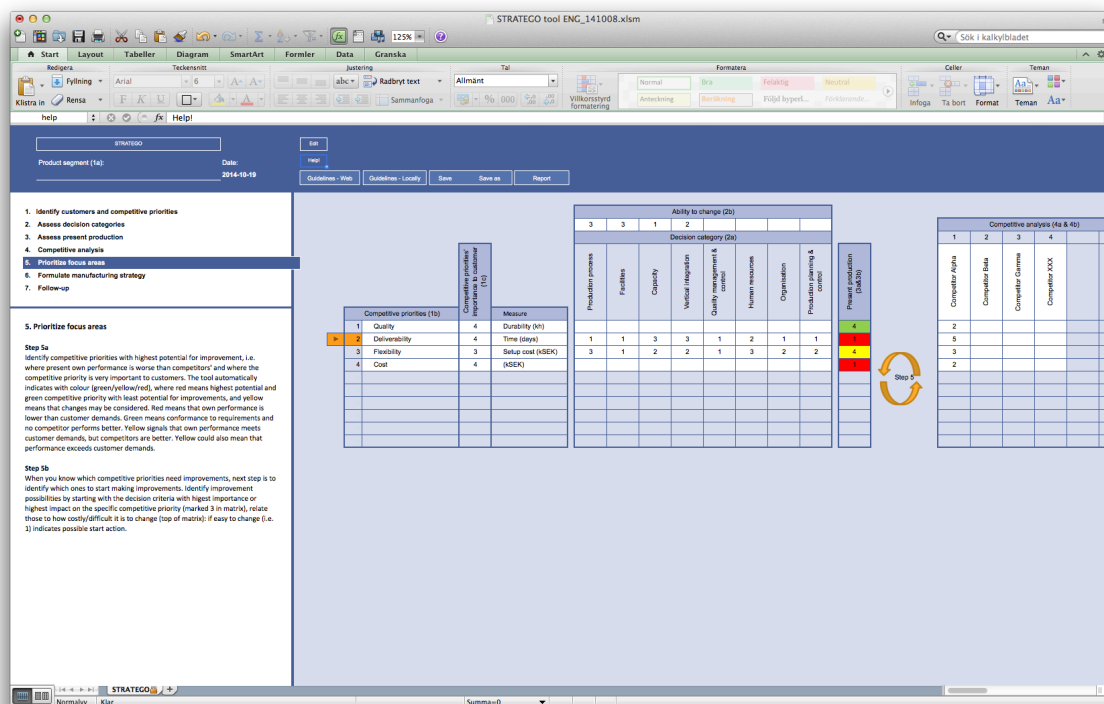 STRATEGO tool ENG_141008.xlsm
125%
Sök i kalkylbladet
Start Layout Tabeller Diagram SmartArt Formler Data Granska
Redigera Teckensnitt Justering Tal Formatera Celler Teman
Fyllning Arial 6 A A abc Radbryt text Allmänt Normal Bra Felaktig Neutral
Klistra in Rensa F K U A Sammanfoga % 000 Villkorsstyrd formatering Anteckning Beräkning Följd hyperl... Förklarande... Infoga Ta bort Format Teman Aa
help fx Help!
STRATEGO Edit
Product segment (1a): Date: Help!
2014-10-19 Guidelines - Web Guidelines - Locally Save Save as Report
1. Identify customers and competitive priorities
2. Assess decision categories
3. Assess present production
4. Competitive analysis
5. Prioritize focus areas
6. Formulate manufacturing strategy
7. Follow-up
5. Prioritize focus areas
Step 5a
Identify competitive priorities with highest potential for improvement, i.e.
where present own performance is worse than competitors' and where the
competitive priority is very important to customers. The tool automatically
indicates with colour (green/yellow/red), where red means highest potential and
green competitive priority with least potential for improvements, and yellow
means that changes may be considered. Red means that own performance is
lower than customer demands. Green means conformance to requirements and
no competitor performs better. Yellow signals that own performance meets
customer demands, but competitors are better. Yellow could also mean that
performance exceeds customer demands.
Step 5b
When you know which competitive priorities need improvements, next step is to
identify which ones to start making improvements. Identify improvement
possibilities by starting with the decision criteria with higest importance or
highest impact on the specific competitive priority (marked 3 in matrix), relate
those to how costly/difficult it is to change (top of matrix): if easy to change (i.e.
1) indicates possible start action.
Ability to change (2b)
3 3 1 2
Decision category (2a)
Production process
Facilities
Capacity
Vertical integration
Quality management & control
Human resources
Organisation
Production planning & control
Competitive priorities (1b)
Competitive priorities' importance to customer (1c)
Measure
Present production (3a&3b)
1 Quality 4 Durability (kh) 4
2 Deliverability 4 Time (days) 1 1 3 3 1 2 1 1 1
3 Flexibility 3 Setup cost (kSEK) 3 1 2 2 1 3 2 2 4
4 Cost 4 (kSEK) 1
Step 5
Competitive analysis (4a & 4b)
1 2 3 4
Competitor Alpha
Competitor Beta
Competitor Gamma
Competitor XXX
2
5
3
2
STRATEGO
Normalvy Klar Summa=0